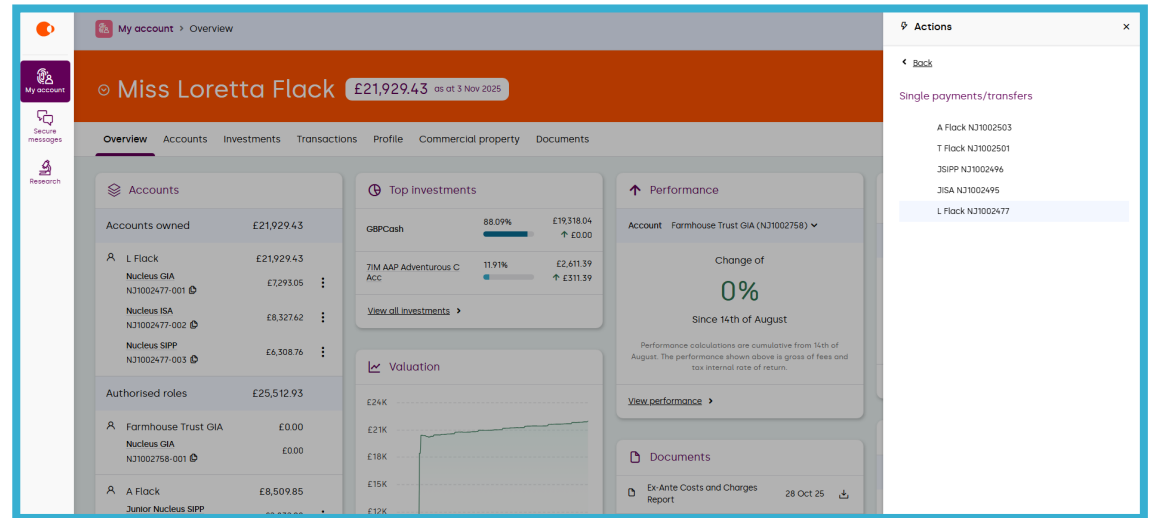 My account > Overview
My account
Secure messages
Research
Miss Loretta Flack £21,929.43 as at 3 Nov 2025
Overview Accounts Investments Transactions Profile Commercial property Documents
Accounts
Accounts owned £21,929.43
L Flack £21,929.43
Nucleus GIA
NJ1002477-001 £7,293.05
Nucleus ISA
NJ1002477-002 £8,327.62
Nucleus SIPP
NJ1002477-003 £6,308.76
Authorised roles £25,512.93
Farmhouse Trust GIA £0.00
Nucleus GIA
NJ1002758-001 £0.00
A Flack £8,509.85
Junior Nucleus SIPP
Top investments
GBPCash 88.09% £19,318.04
£0.00
7IM AAP Adventurous C Acc 11.91% £2,611.39
£311.39
View all investments >
Valuation
£24K
£21K
£18K
£15K
£12K
Performance
Account Farmhouse Trust GIA (NJ1002758)
Change of
0%
Since 14th of August
Performance calculations are cumulative from 14th of
August. The performance shown above is gross of fees and
tax internal rate of return.
View performance >
Documents
Ex-Ante Costs and Charges
Report 28 Oct 25
Actions ×
Back
Single payments/transfers
A Flack NJ1002503
T Flack NJ1002501
JSIPP NJ1002496
JISA NJ1002495
L Flack NJ1002477